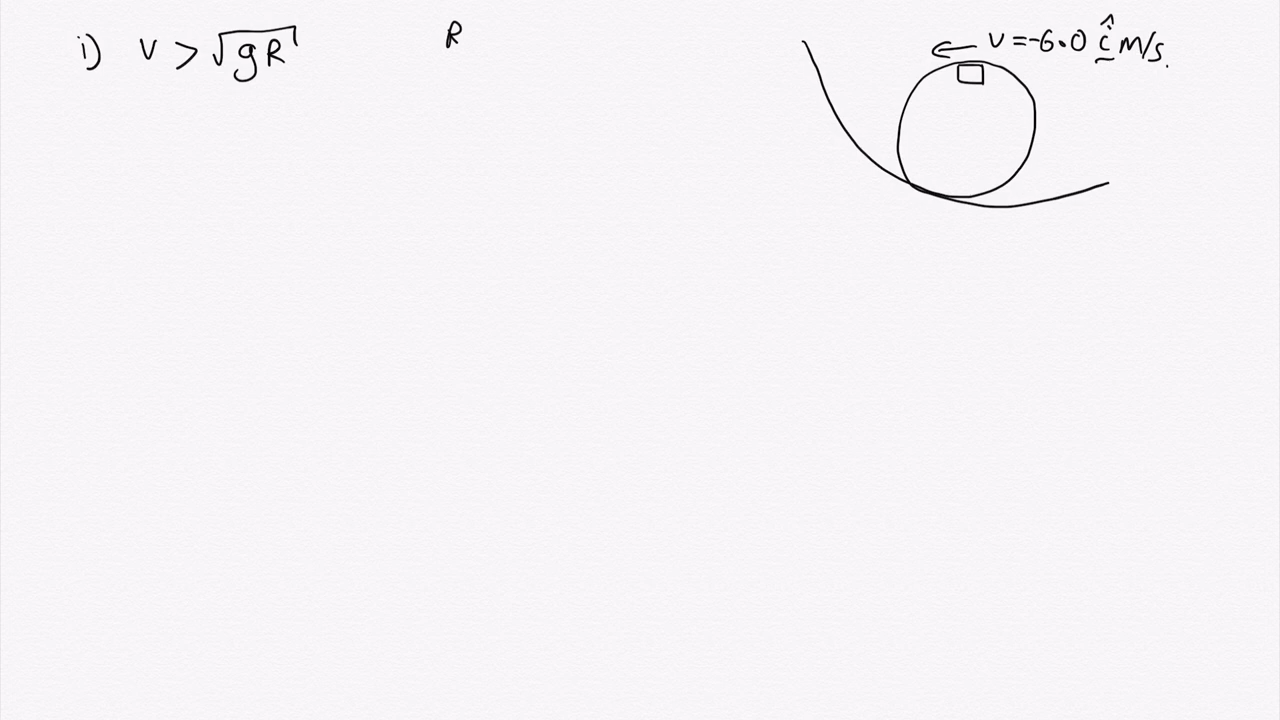 i) v > √gR
R
v = -6.0 î m/s.